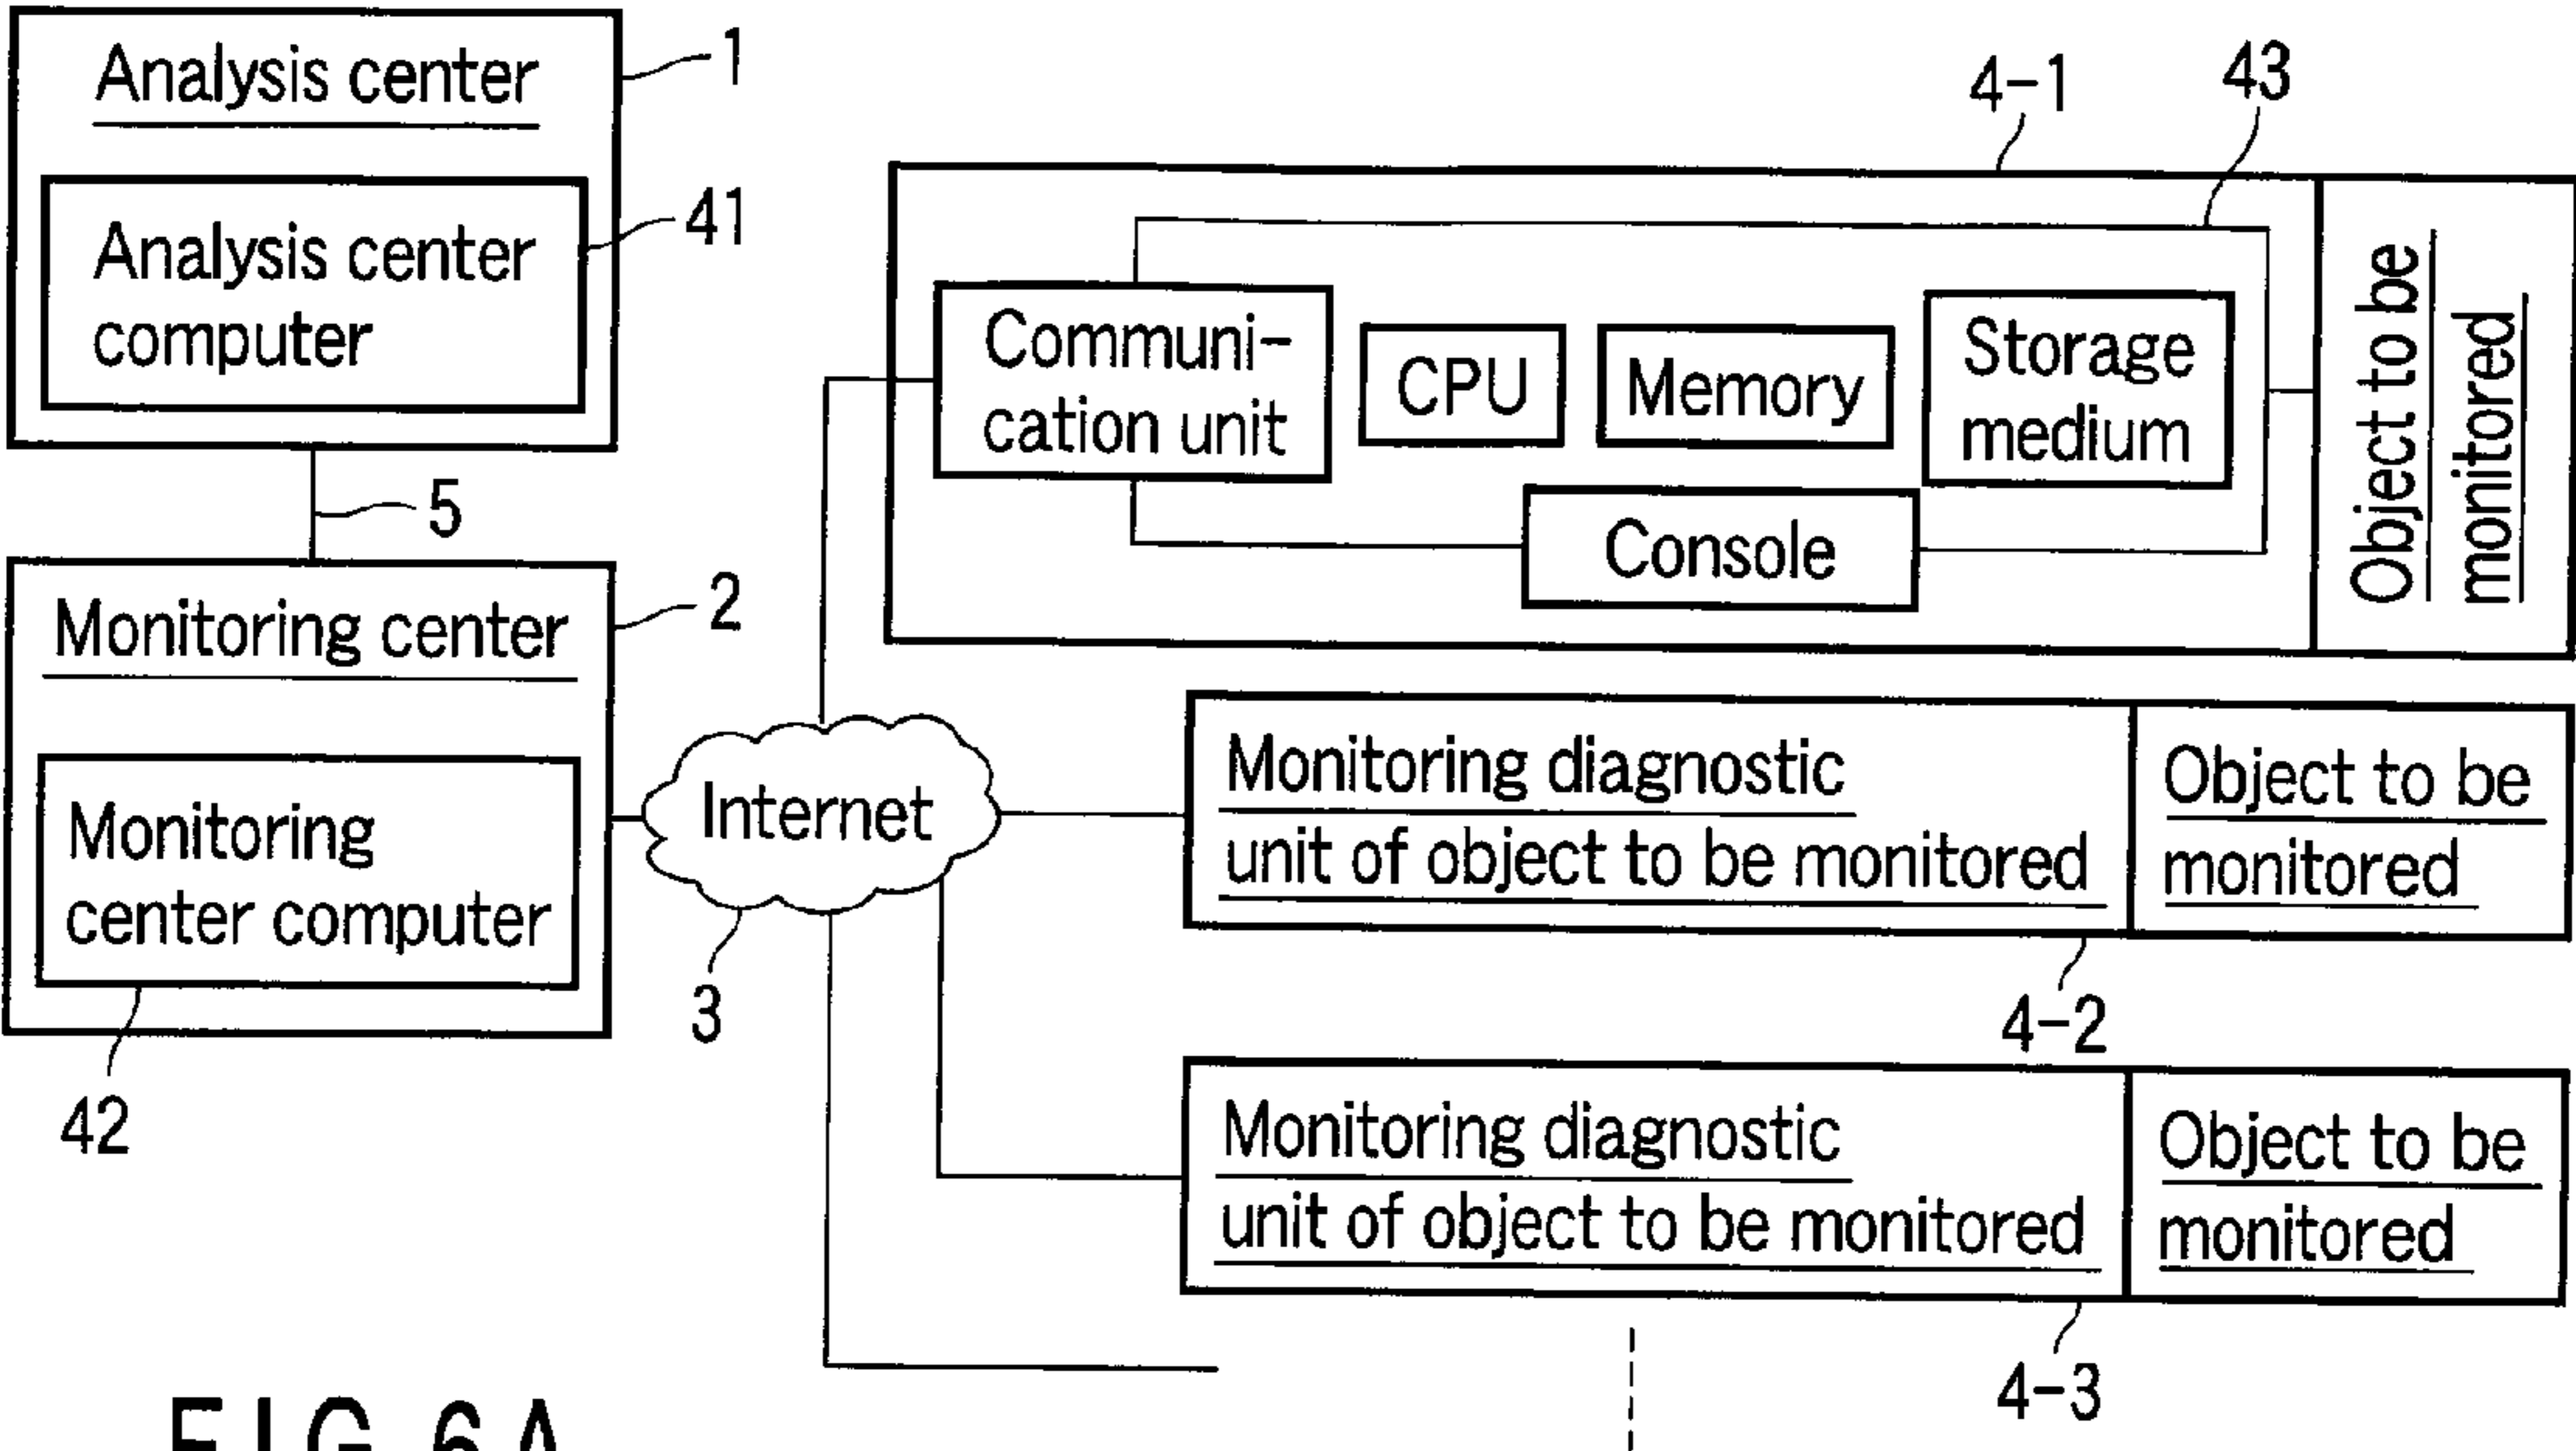 Analysis center
1
Analysis center
computer
41
5
Monitoring center
2
Monitoring
center computer
42
Internet
3
4-1
43
Communi-
cation unit
CPU
Memory
Storage
medium
Console
Object to be
monitored
Monitoring diagnostic
unit of object to be monitored
Object to be
monitored
4-2
Monitoring diagnostic
unit of object to be monitored
Object to be
monitored
4-3
FIG. 6A